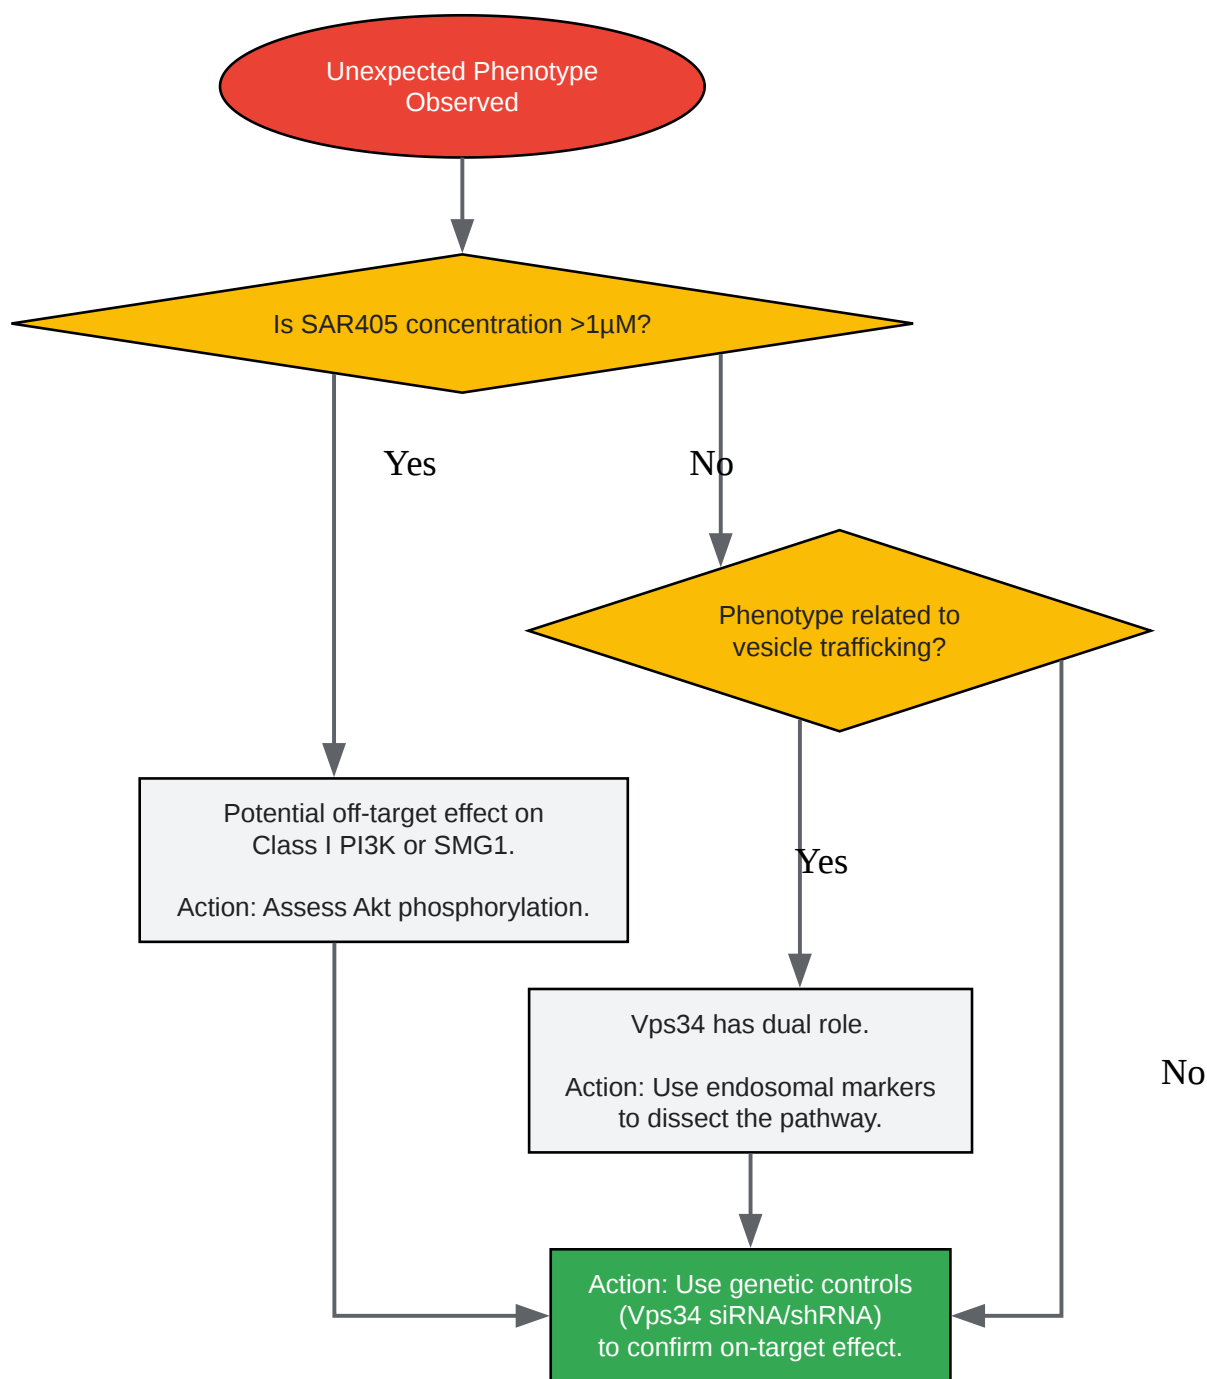 Unexpected Phenotype
Observed
Is SAR405 concentration >1µM?
Yes
No
Phenotype related to
vesicle trafficking?
Potential off-target effect on
Class I PI3K or SMG1.
Action: Assess Akt phosphorylation.
Yes
Vps34 has dual role.
Action: Use endosomal markers
to dissect the pathway.
No
Action: Use genetic controls
(Vps34 siRNA/shRNA)
to confirm on-target effect.